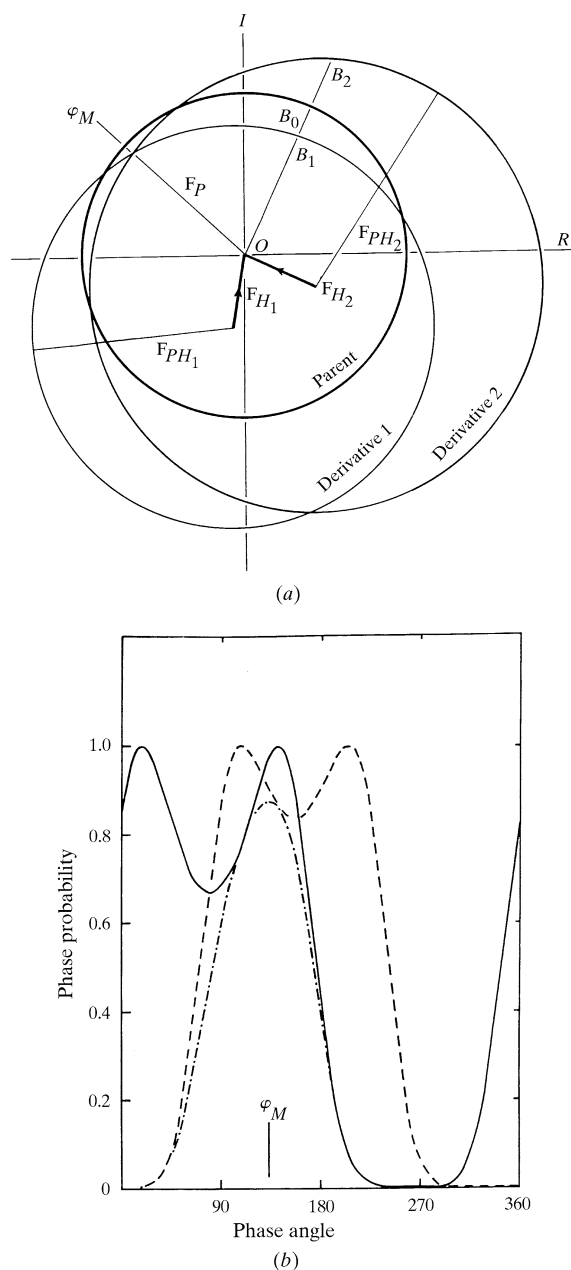 I
B2
φM
B0
B1
FP
O
R
FPH2
FH1
FH2
FPH1
Parent
Derivative 1
Derivative 2
(a)
1.0
0.8
0.6
0.4
0.2
0
Phase probability
φM
90
180
270
360
Phase angle
(b)